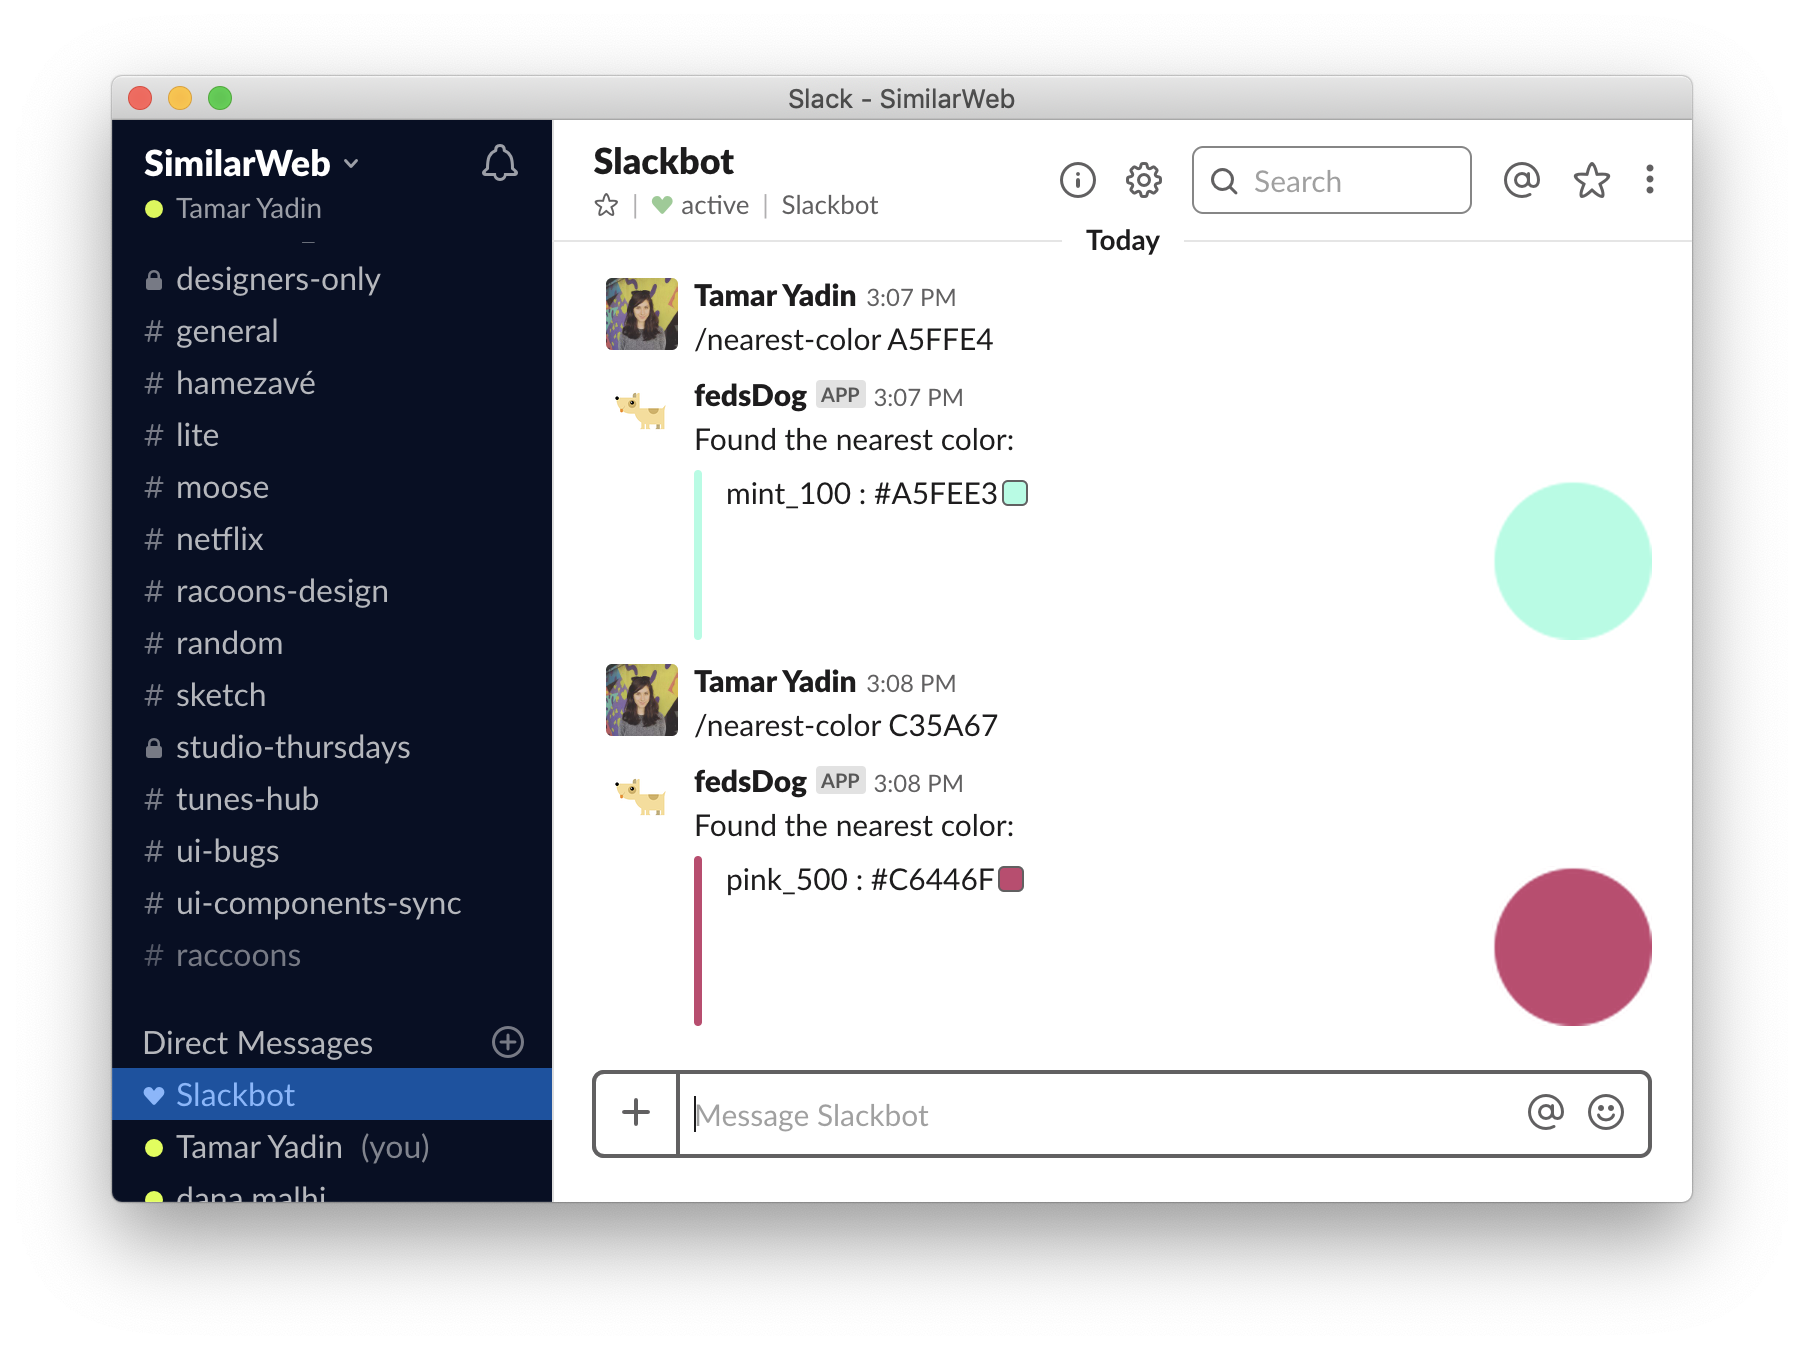 Slack - SimilarWeb
SimilarWeb
Tamar Yadin
designers-only
# general
# hamezavé
# lite
# moose
# netflix
# racoons-design
# random
# sketch
studio-thursdays
# tunes-hub
# ui-bugs
# ui-components-sync
# raccoons
Direct Messages
Slackbot
Tamar Yadin (you)
dana malhi
Slackbot
| active | Slackbot
Search
Today
Tamar Yadin 3:07 PM
/nearest-color A5FFE4
fedsDog APP 3:07 PM
Found the nearest color:
mint_100 : #A5FEE3
Tamar Yadin 3:08 PM
/nearest-color C35A67
fedsDog APP 3:08 PM
Found the nearest color:
pink_500 : #C6446F
Message Slackbot